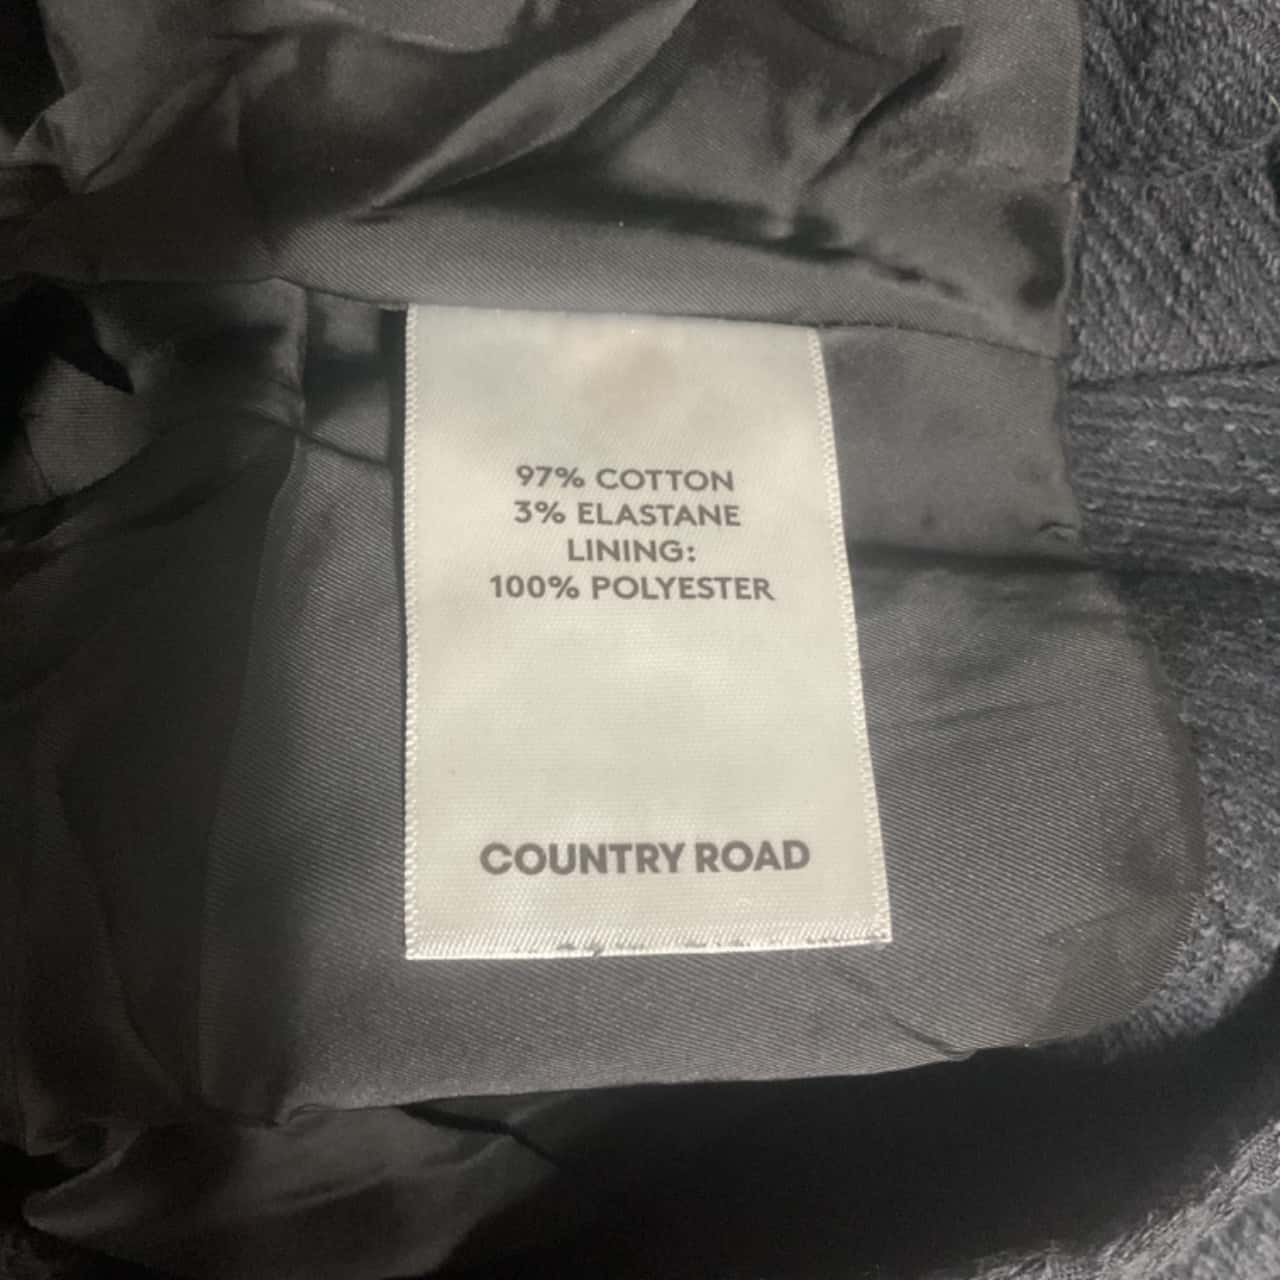 97% COTTON
3% ELASTANE
LINING:
100% POLYESTER
COUNTRY ROAD